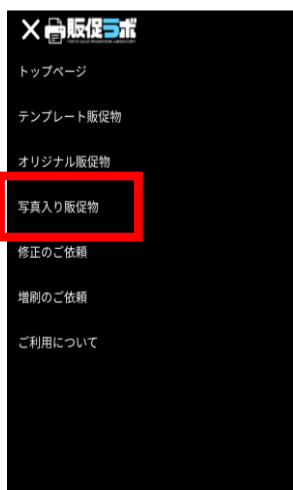 販促ラボ
トップページ
テンプレート販促物
オリジナル販促物
写真入り販促物
修正のご依頼
増刷のご依頼
ご利用について